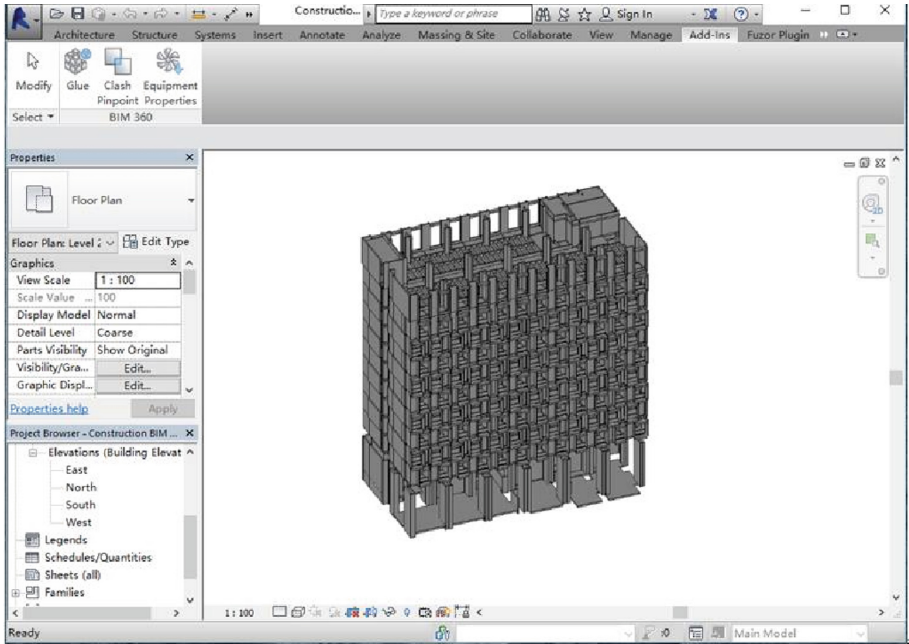 Constructio... Type a keyword or phrase Sign In
Architecture Structure Systems Insert Annotate Analyze Massing & Site Collaborate View Manage Add-Ins Fuzor Plugin
Modify Glue Clash Pinpoint Equipment Properties
Select BIM 360
Properties
Floor Plan
Floor Plan: Level 2 Edit Type
Graphics
View Scale 1 : 100
Scale Value ... 100
Display Model Normal
Detail Level Coarse
Parts Visibility Show Original
Visibility/Gra... Edit...
Graphic Displ... Edit...
Properties help Apply
Project Browser - Construction BIM ...
Elevations (Building Elevat
East
North
South
West
Legends
Schedules/Quantities
Sheets (all)
Families
1 : 100
Ready :0 Main Model